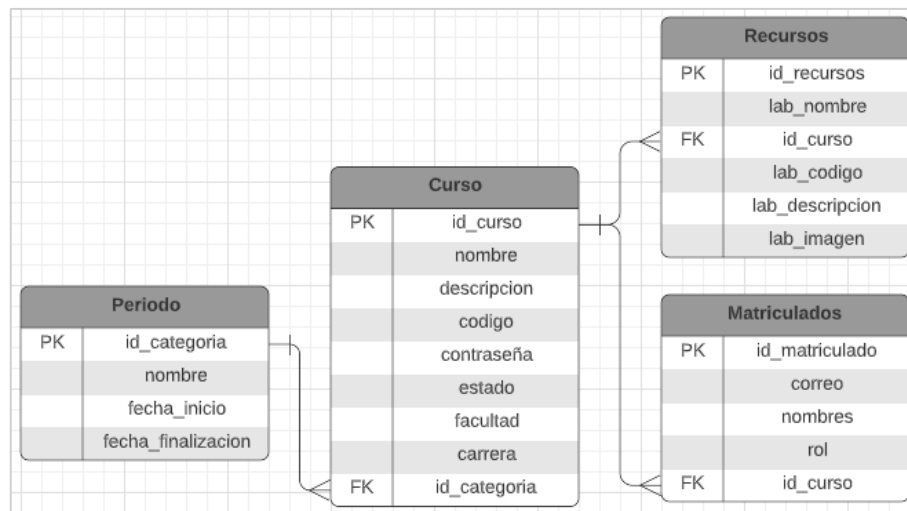 Recursos
PK id_recursos
lab_nombre
FK id_curso
lab_codigo
lab_descripcion
lab_imagen
Curso
PK id_curso
nombre
descripcion
codigo
contraseña
estado
facultad
carrera
FK id_categoria
Periodo
PK id_categoria
nombre
fecha_inicio
fecha_finalizacion
Matriculados
PK id_matriculado
correo
nombres
rol
FK id_curso